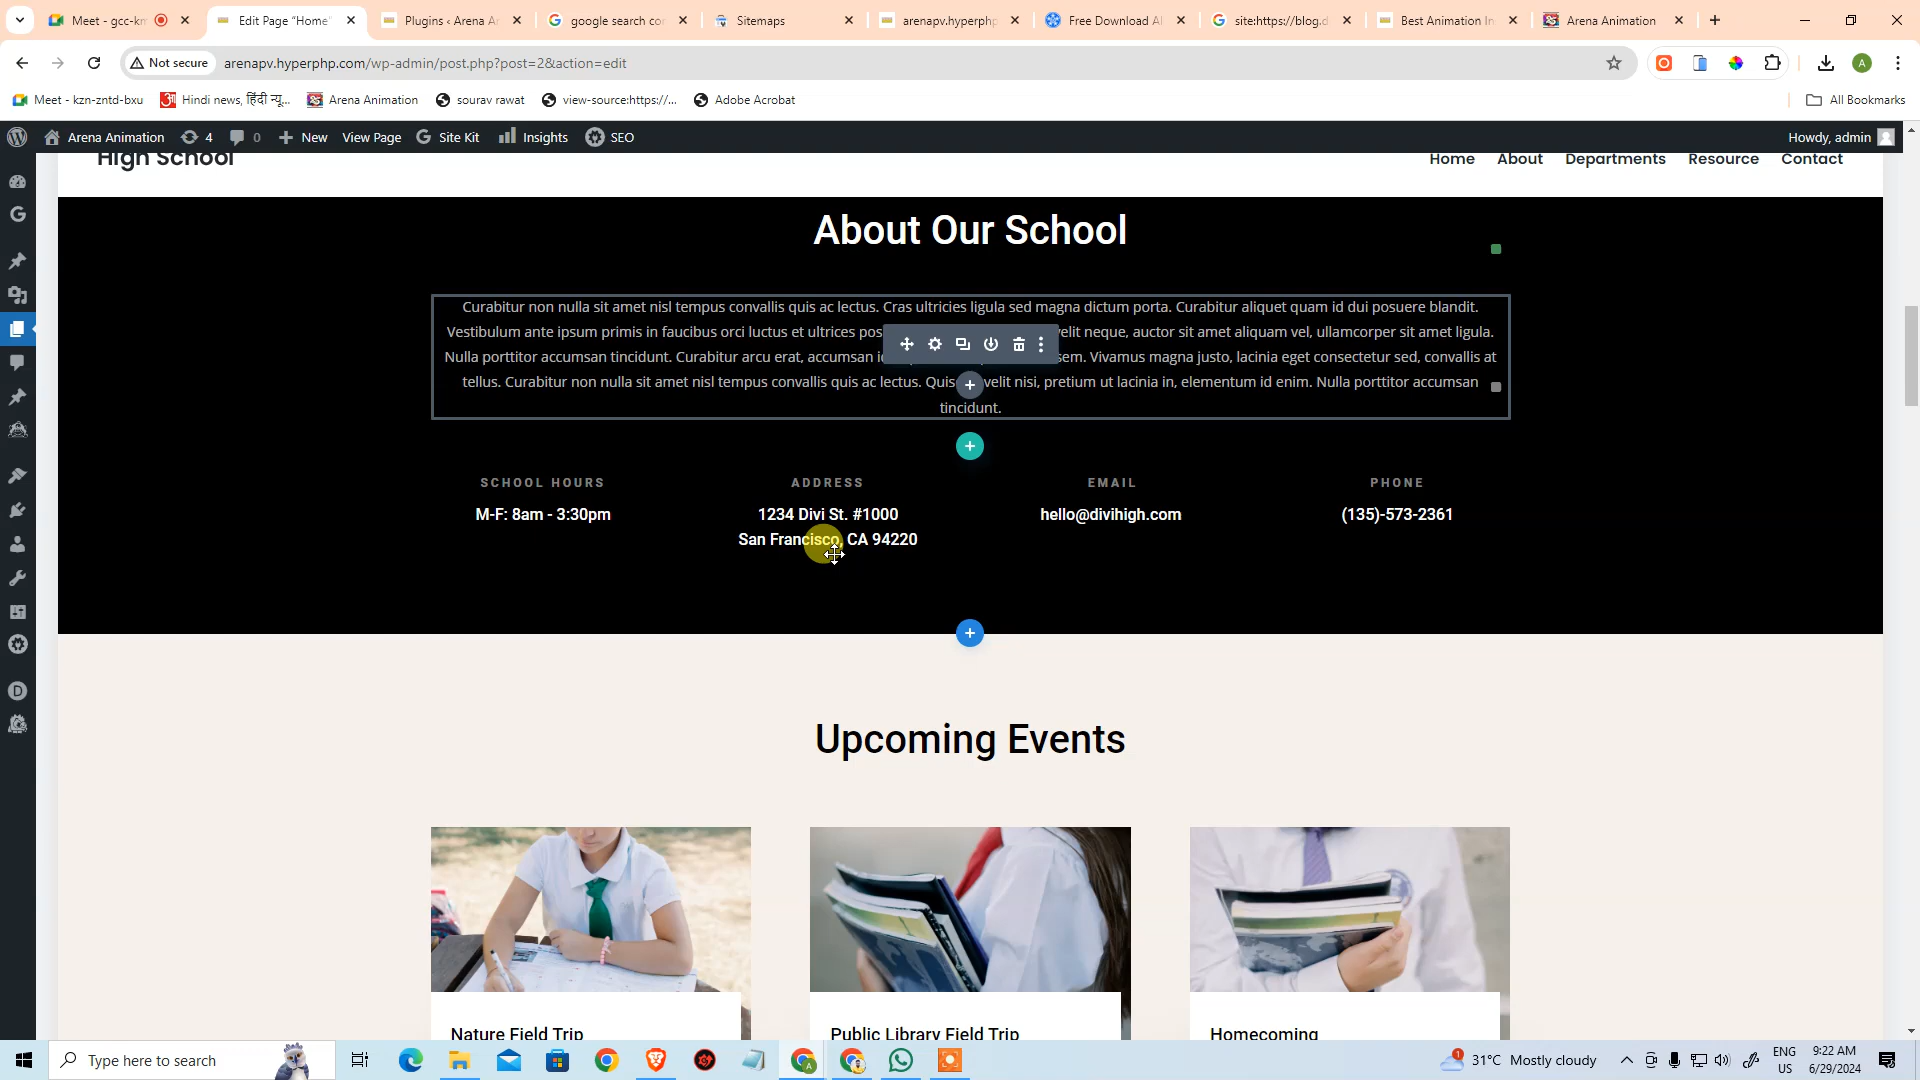 Meet - gcc-km
Edit Page "Home"
Plugins ‹ Arena A
google search co
Sitemaps
arenapv.hyperphp
Free Download Al
site:https://blog.d
Best Animation In
Arena Animation
Not secure
arenapv.hyperphp.com/wp-admin/post.php?post=2&action=edit
Meet - kzn-zntd-bxu
Hindi news, हिंदी न्यू...
Arena Animation
sourav rawat
view-source:https://...
Adobe Acrobat
All Bookmarks
Arena Animation
4
0
New
View Page
Site Kit
Insights
SEO
Howdy, admin
High School
Home
About
Departments
Resource
Contact
About Our School
Curabitur non nulla sit amet nisl tempus convallis quis ac lectus. Cras ultricies ligula sed magna dictum porta. Curabitur aliquet quam id dui posuere blandit.
Vestibulum ante ipsum primis in faucibus orci luctus et ultrices pos velit neque, auctor sit amet aliquam vel, ullamcorper sit amet ligula.
Nulla porttitor accumsan tincidunt. Curabitur arcu erat, accumsan sem. Vivamus magna justo, lacinia eget consectetur sed, convallis at
tellus. Curabitur non nulla sit amet nisl tempus convallis quis ac lectus. Quis velit nisi, pretium ut lacinia in, elementum id enim. Nulla porttitor accumsan
tincidunt.
SCHOOL HOURS
M-F: 8am - 3:30pm
ADDRESS
1234 Divi St. #1000
San Francisco, CA 94220
EMAIL
hello@divihigh.com
PHONE
(135)-573-2361
Upcoming Events
Nature Field Trip
Public Library Field Trip
Homecoming
Type here to search
1
31°C Mostly cloudy
ENG
US
9:22 AM
6/29/2024